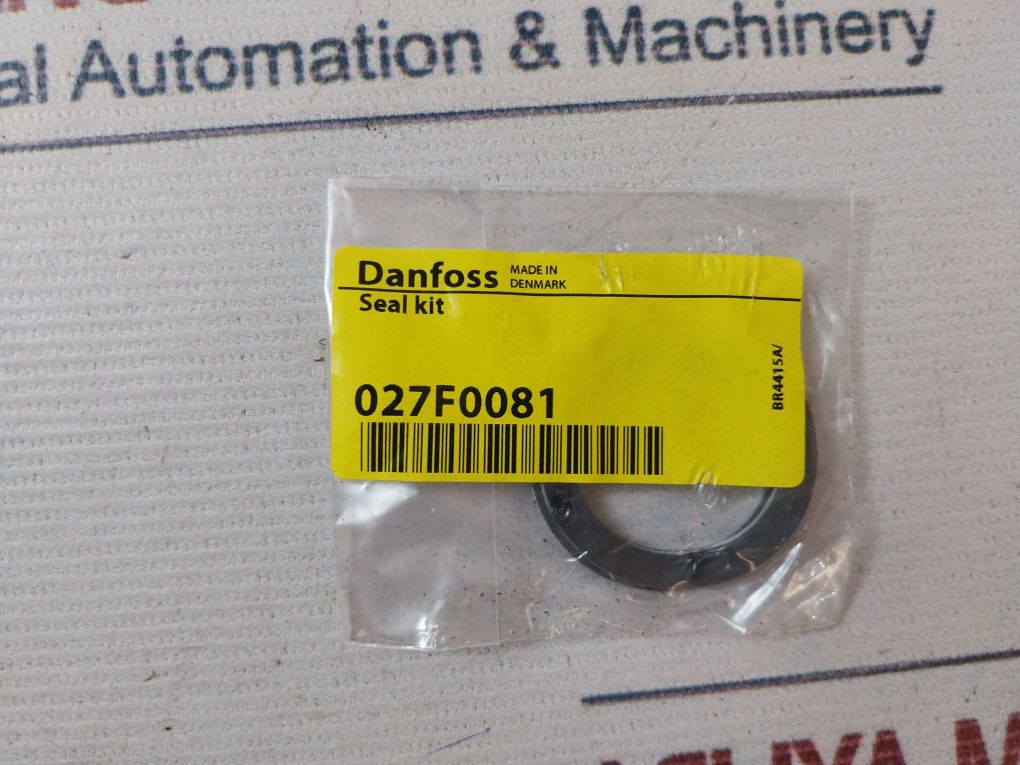 al Automation & Machinery
Danfoss MADE IN
DENMARK
Seal kit
027F0081
BR4415A/